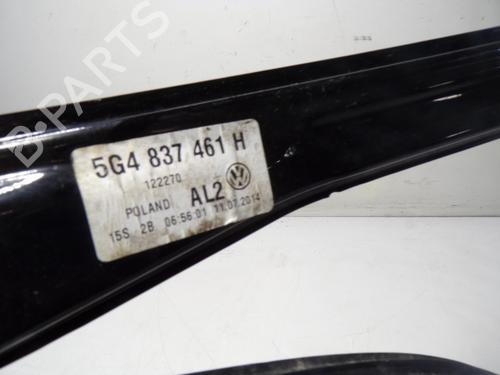 5G4 837 461 H
122270
POLAND AL2
15S 2B 06:56:01 11.07.2014
B-PARTS